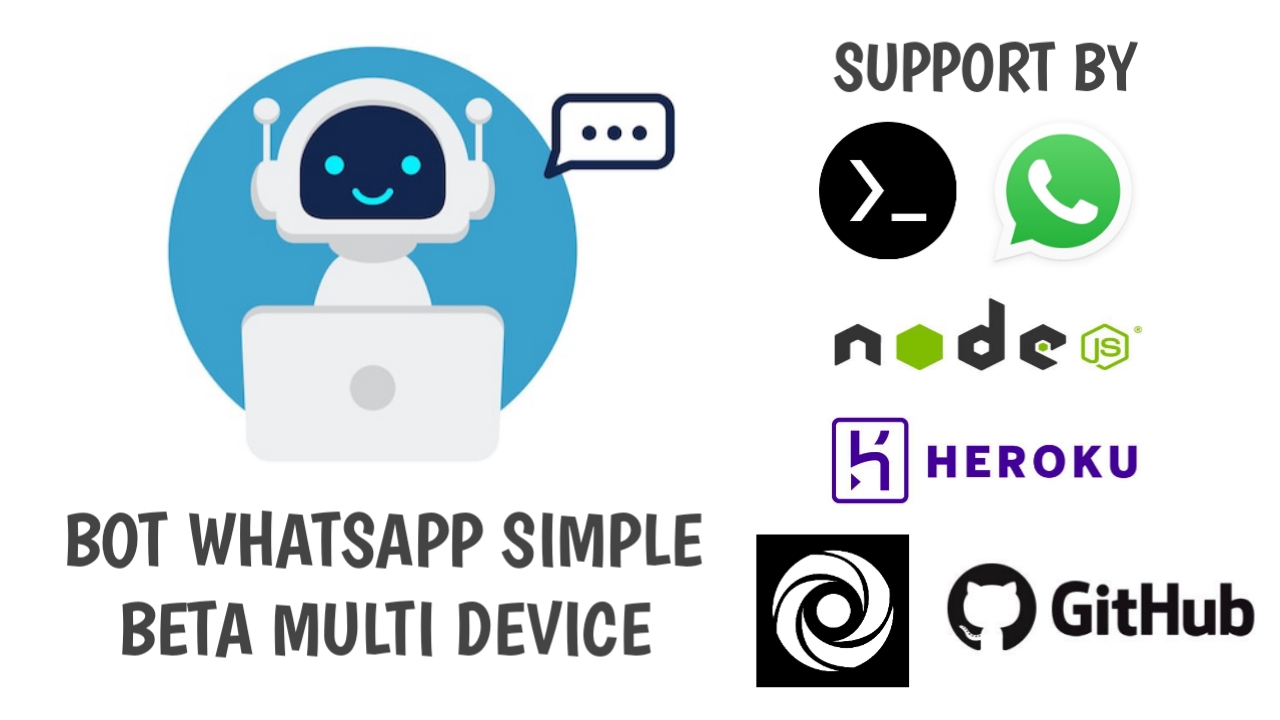 BOT WHATSAPP SIMPLE
BETA MULTI DEVICE
SUPPORT BY
node JS®
HEROKU
GitHub